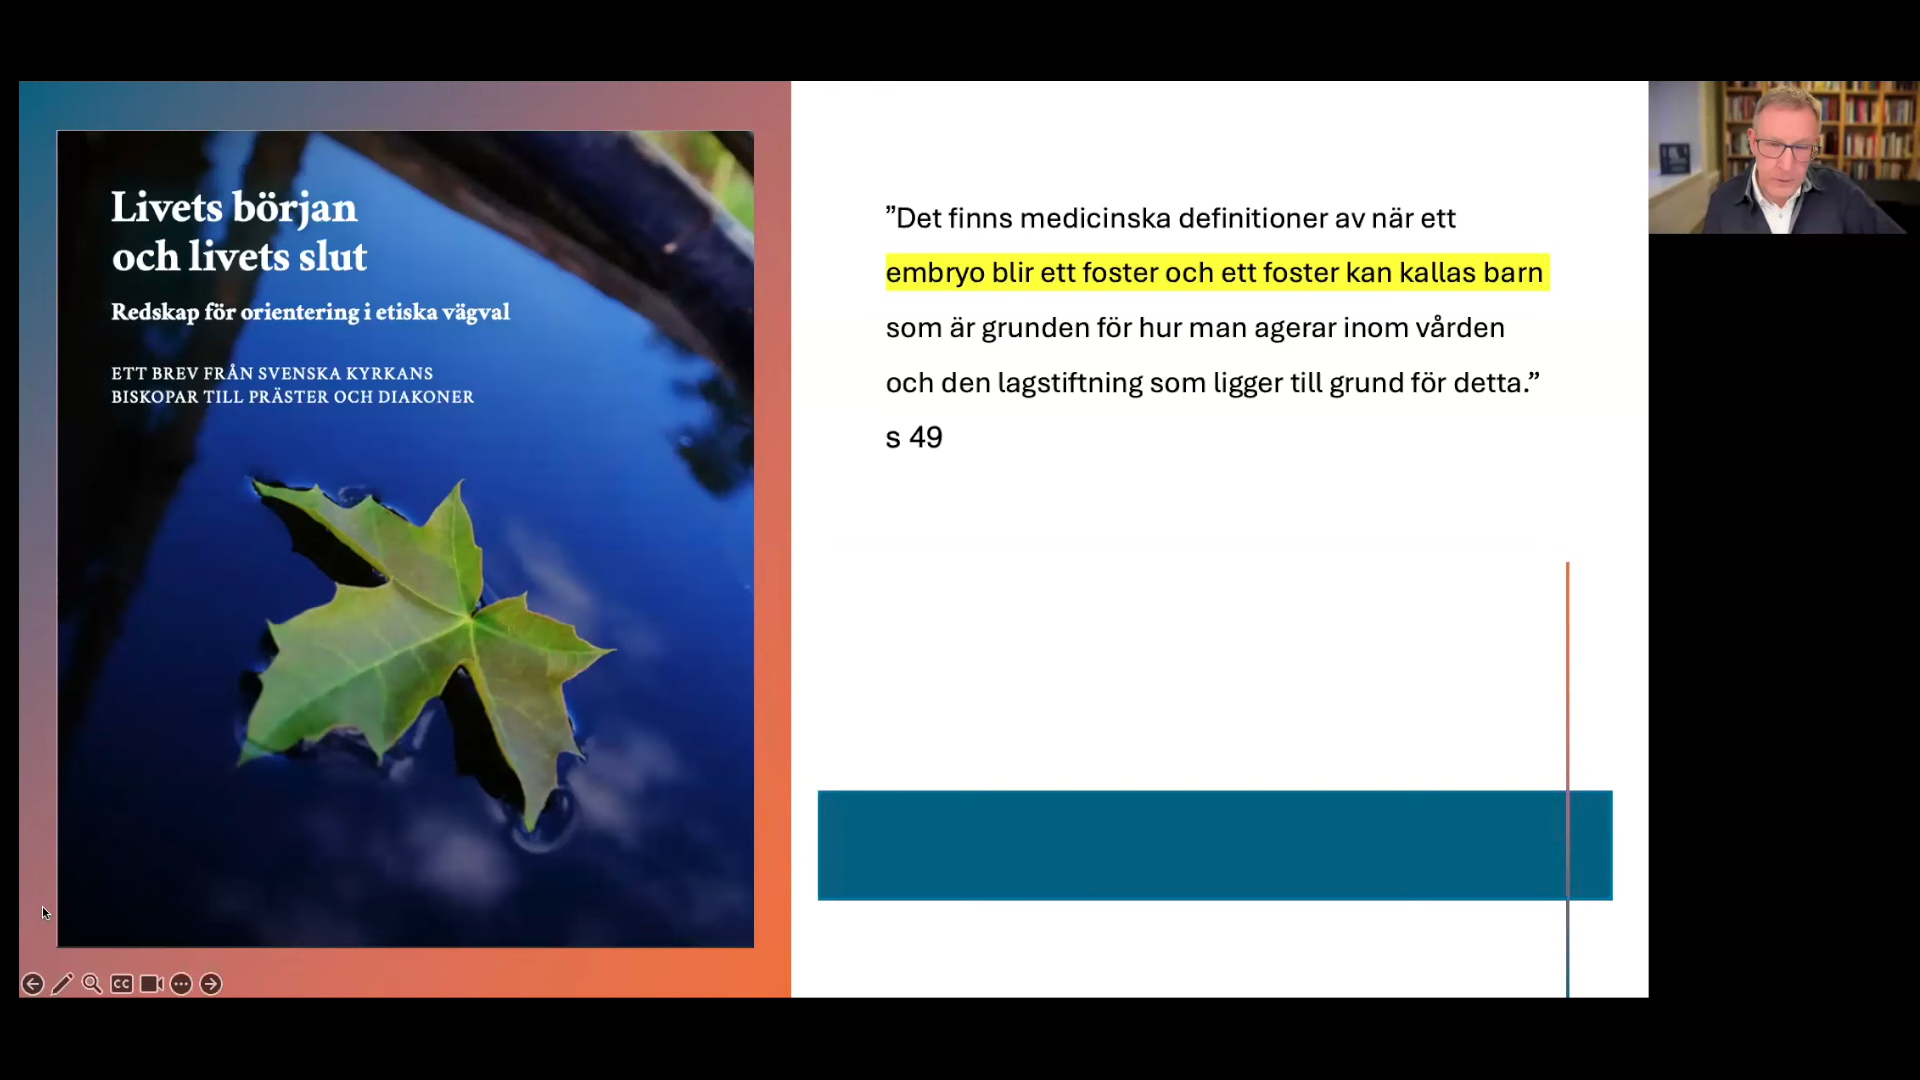 Livets början
och livets slut
Redskap för orientering i etiska vägval
ETT BREV FRÅN SVENSKA KYRKANS
BISKOPAR TILL PRÄSTER OCH DIAKONER
”Det finns medicinska definitioner av när ett
embryo blir ett foster och ett foster kan kallas barn
som är grunden för hur man agerar inom vården
och den lagstiftning som ligger till grund för detta.”
s 49
CC